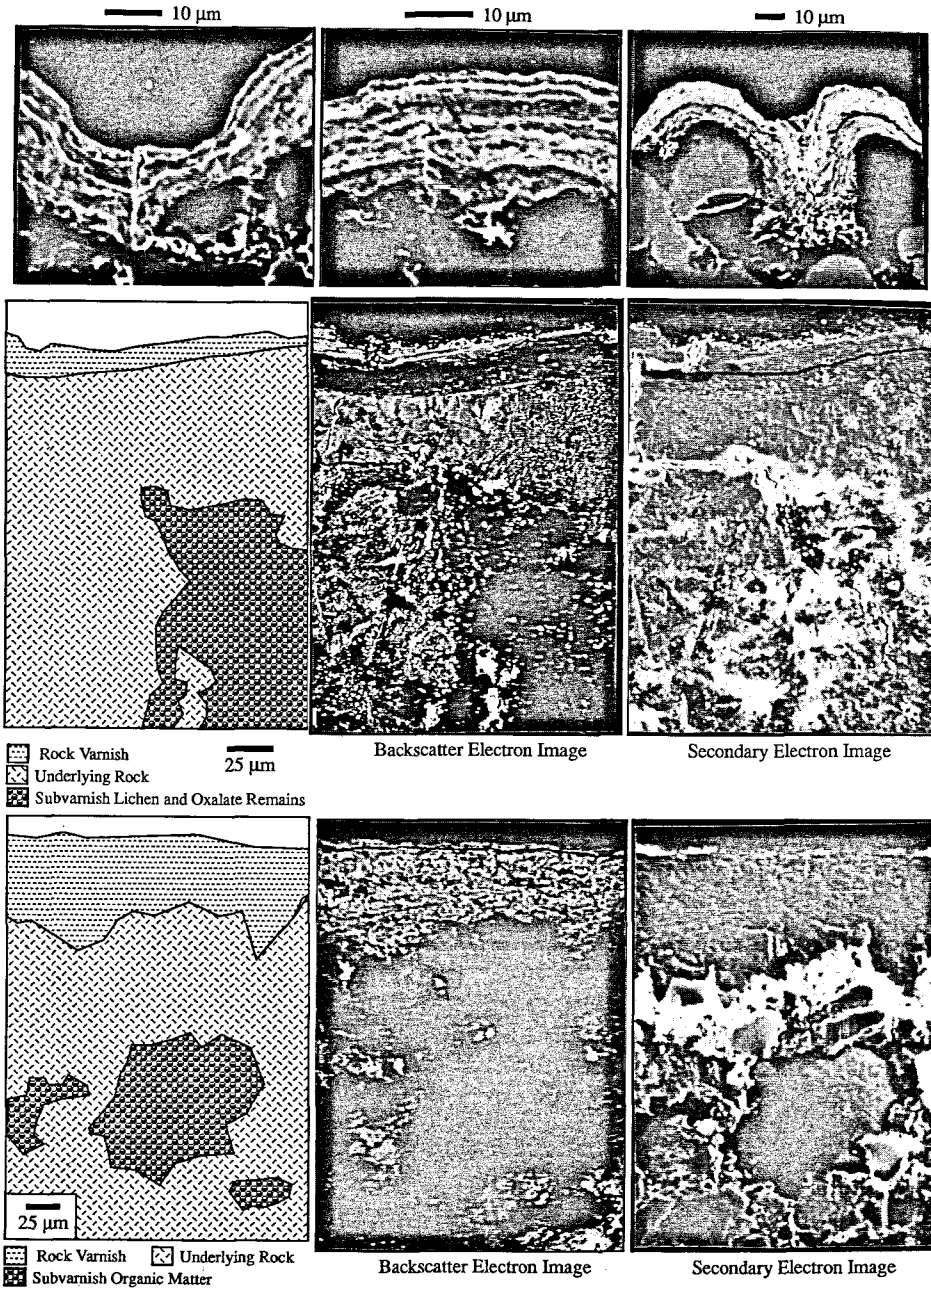 10 µm
10 µm
10 µm
Rock Varnish
Underlying Rock
Subvarnish Lichen and Oxalate Remains
25 µm
Backscatter Electron Image
Secondary Electron Image
25 µm
Rock Varnish
Underlying Rock
Subvarnish Organic Matter
Backscatter Electron Image
Secondary Electron Image